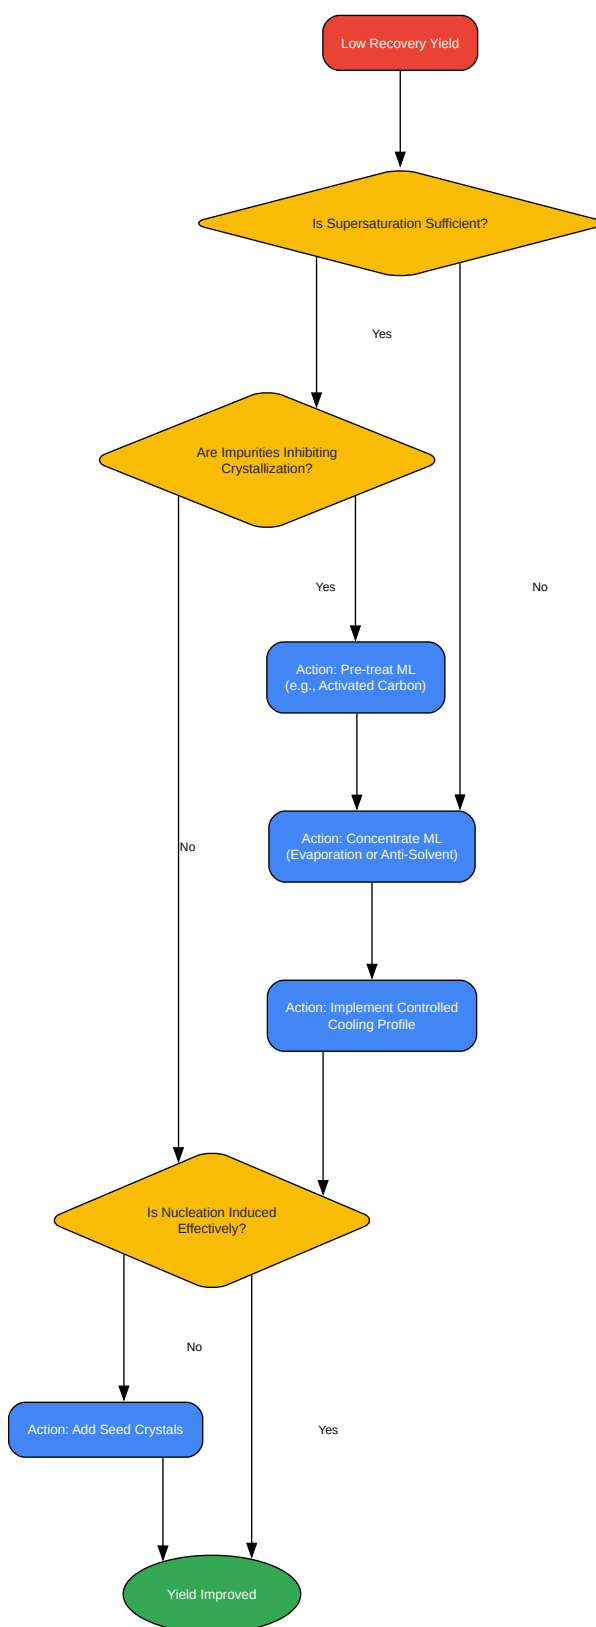 Low Recovery Yield
Is Supersaturation Sufficient?
Yes
Are Impurities Inhibiting
Crystallization?
Yes
No
Action: Pre-treat ML
(e.g., Activated Carbon)
Action: Concentrate ML
(Evaporation or Anti-Solvent)
No
Action: Implement Controlled
Cooling Profile
Is Nucleation Induced
Effectively?
No
Action: Add Seed Crystals
Yes
Yield Improved